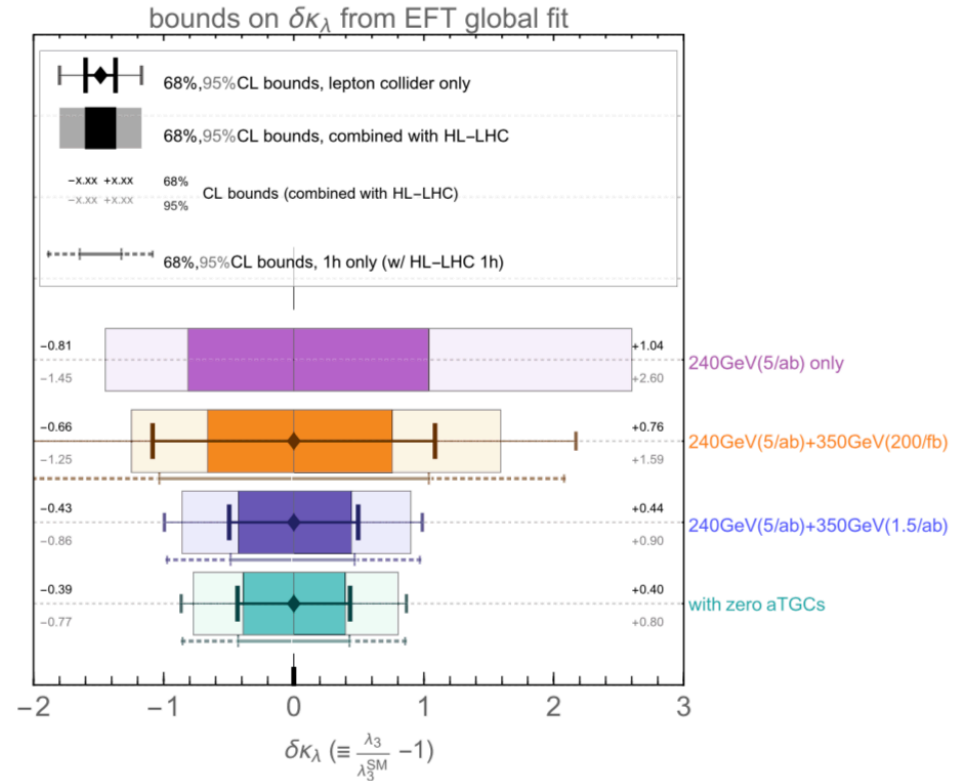 bounds on δκλ from EFT global fit
68%,95%CL bounds, lepton collider only
68%,95%CL bounds, combined with HL−LHC
−x.xx +x.xx 68%
CL bounds (combined with HL−LHC)
−x.xx +x.xx 95%
68%,95%CL bounds, 1h only (w/ HL−LHC 1h)
−0.81 +1.04
240GeV(5/ab) only
−1.45 +2.60
−0.66 +0.76
240GeV(5/ab)+350GeV(200/fb)
−1.25 +1.59
−0.43 +0.44
240GeV(5/ab)+350GeV(1.5/ab)
−0.86 +0.90
−0.39 +0.40
with zero aTGCs
−0.77 +0.80
−2 −1 0 1 2 3
δκλ (≡ λ3/λ3SM −1)